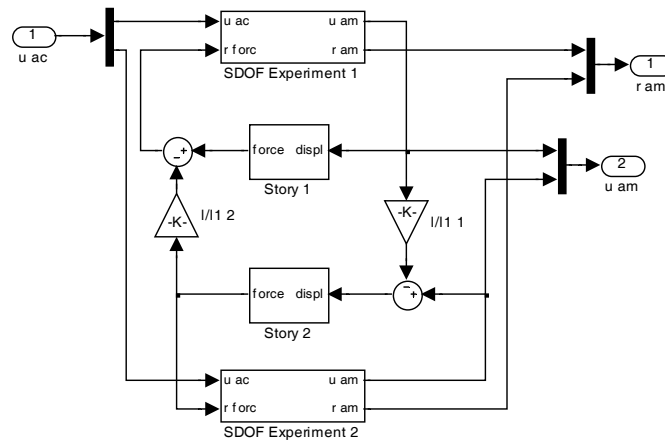 1
u ac
u ac
r forc
u am
r am
SDOF Experiment 1
1
r am
force displ
Story 1
2
u am
-K-
l/l1 2
-K-
l/l1 1
force displ
Story 2
u ac
r forc
u am
r am
SDOF Experiment 2